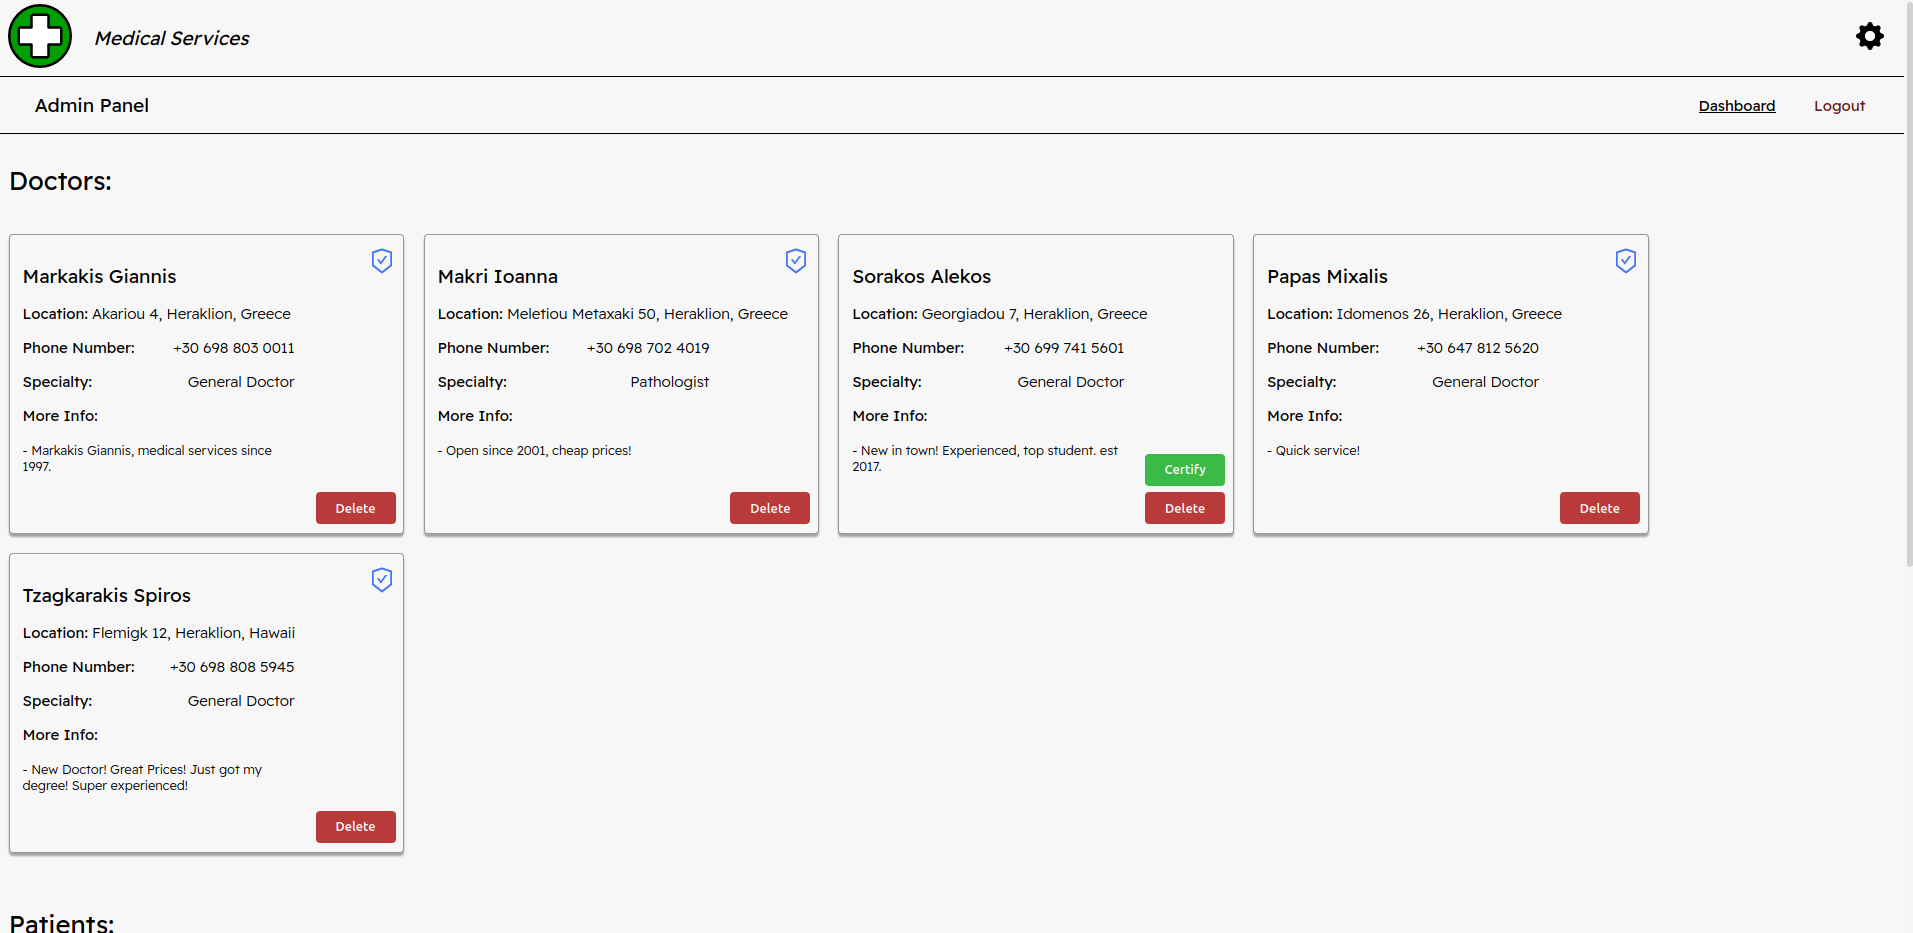 Medical Services
Admin Panel
Dashboard
Logout
Doctors:
Markakis Giannis
Location: Akariou 4, Heraklion, Greece
Phone Number: +30 698 803 0011
Specialty: General Doctor
More Info:
- Markakis Giannis, medical services since
1997.
Delete
Makri Ioanna
Location: Meletiou Metaxaki 50, Heraklion, Greece
Phone Number: +30 698 702 4019
Specialty: Pathologist
More Info:
- Open since 2001, cheap prices!
Delete
Sorakos Alekos
Location: Georgiadou 7, Heraklion, Greece
Phone Number: +30 699 741 5601
Specialty: General Doctor
More Info:
- New in town! Experienced, top student. est
2017.
Certify
Delete
Papas Mixalis
Location: Idomenos 26, Heraklion, Greece
Phone Number: +30 647 812 5620
Specialty: General Doctor
More Info:
- Quick service!
Delete
Tzagkarakis Spiros
Location: Flemigk 12, Heraklion, Hawaii
Phone Number: +30 698 808 5945
Specialty: General Doctor
More Info:
- New Doctor! Great Prices! Just got my
degree! Super experienced!
Delete
Patients: